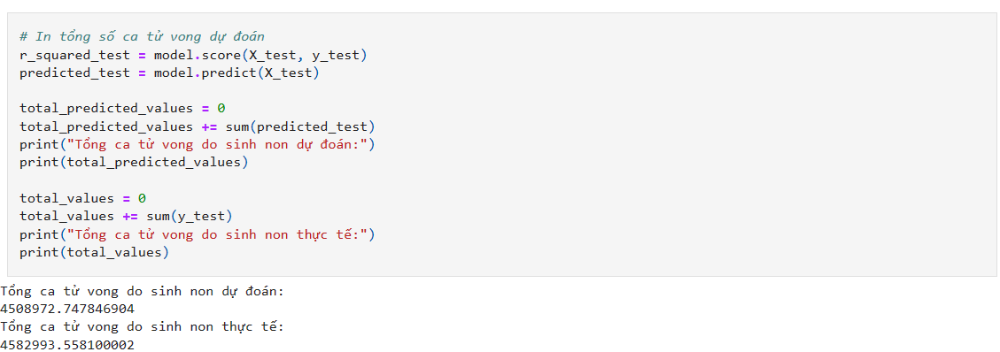 # In tổng số ca tử vong dự đoán
r_squared_test = model.score(X_test, y_test)
predicted_test = model.predict(X_test)
total_predicted_values = 0
total_predicted_values += sum(predicted_test)
print("Tổng ca tử vong do sinh non dự đoán:")
print(total_predicted_values)
total_values = 0
total_values += sum(y_test)
print("Tổng ca tử vong do sinh non thực tế:")
print(total_values)
Tổng ca tử vong do sinh non dự đoán:
4508972.747846904
Tổng ca tử vong do sinh non thực tế:
4582993.558100002